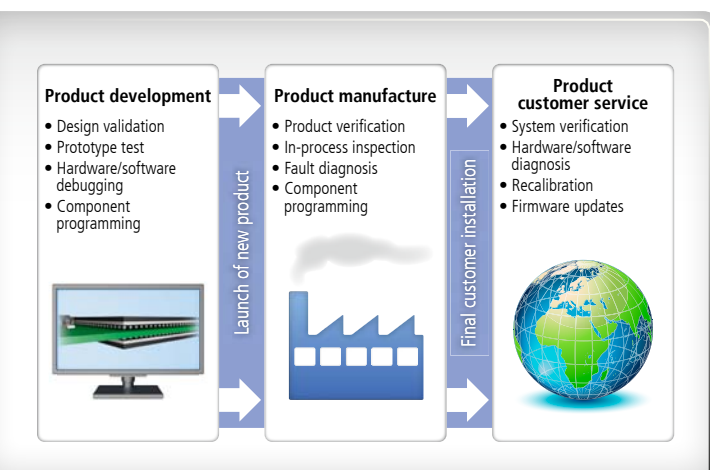 Product development
• Design validation
• Prototype test
• Hardware/software
debugging
• Component
programming
Launch of new product
Product manufacture
• Product verification
• In-process inspection
• Fault diagnosis
• Component
programming
Final customer installation
Product
customer service
• System verification
• Hardware/software
diagnosis
• Recalibration
• Firmware updates